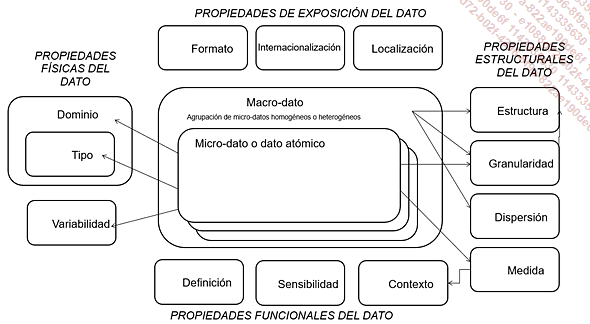 PROPIEDADES DE EXPOSICIÓN DEL DATO
Formato
Internacionalización
Localización
PROPIEDADES
FÍSICAS DEL
DATO
Dominio
Tipo
Variabilidad
Macro-dato
Agrupación de micro-datos homogéneos o heterogéneos
Micro-dato o dato atómico
PROPIEDADES
ESTRUCTURALES
DEL DATO
Estructura
Granularidad
Dispersión
Medida
Definición
Sensibilidad
Contexto
PROPIEDADES FUNCIONALES DEL DATO